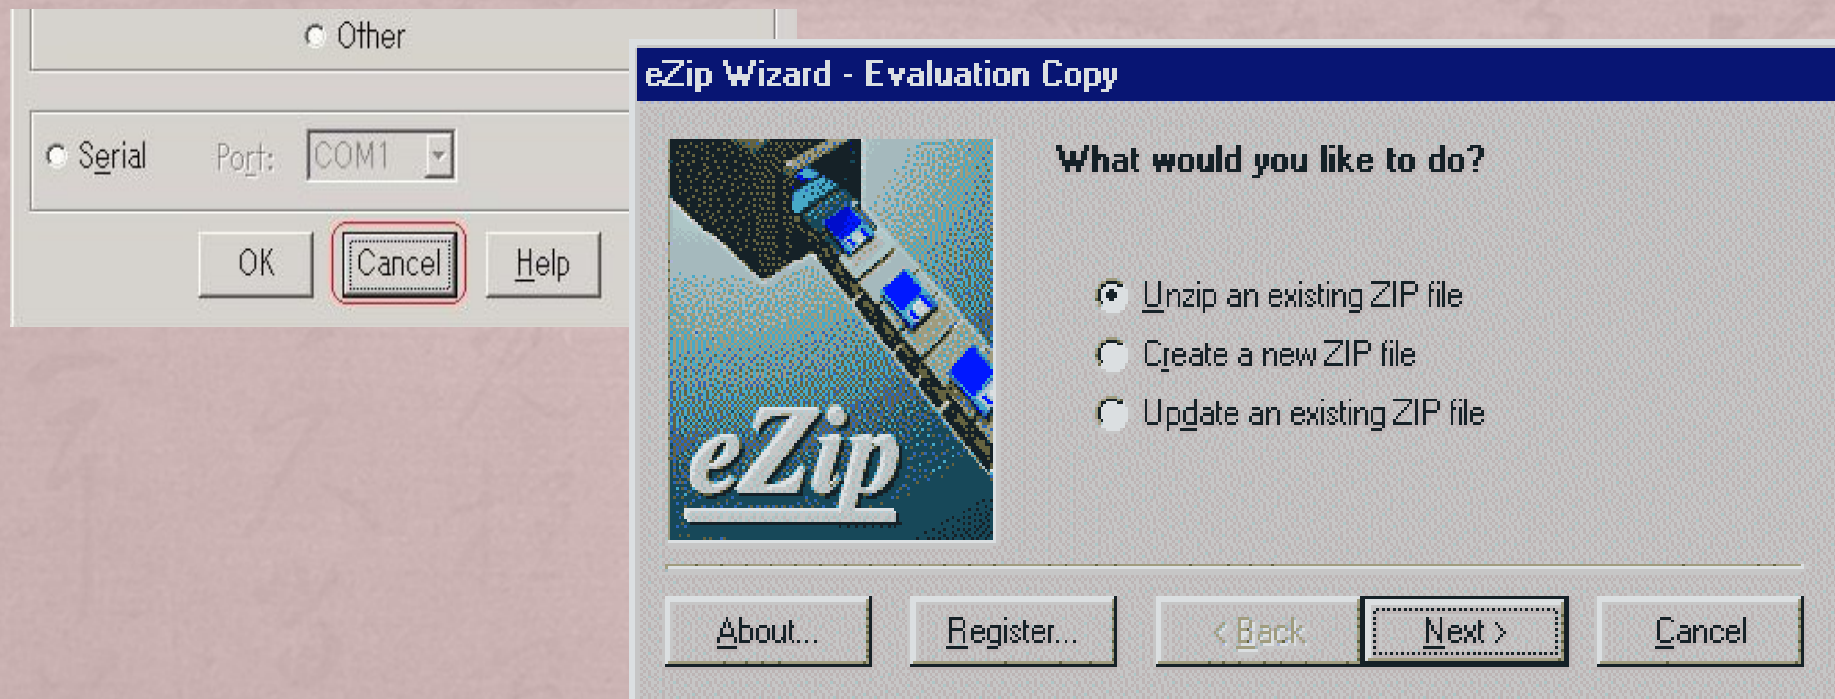 Other
Serial Port: COM1
OK Cancel Help
eZip Wizard - Evaluation Copy
What would you like to do?
Unzip an existing ZIP file
Create a new ZIP file
Update an existing ZIP file
eZip
About... Register... < Back Next > Cancel